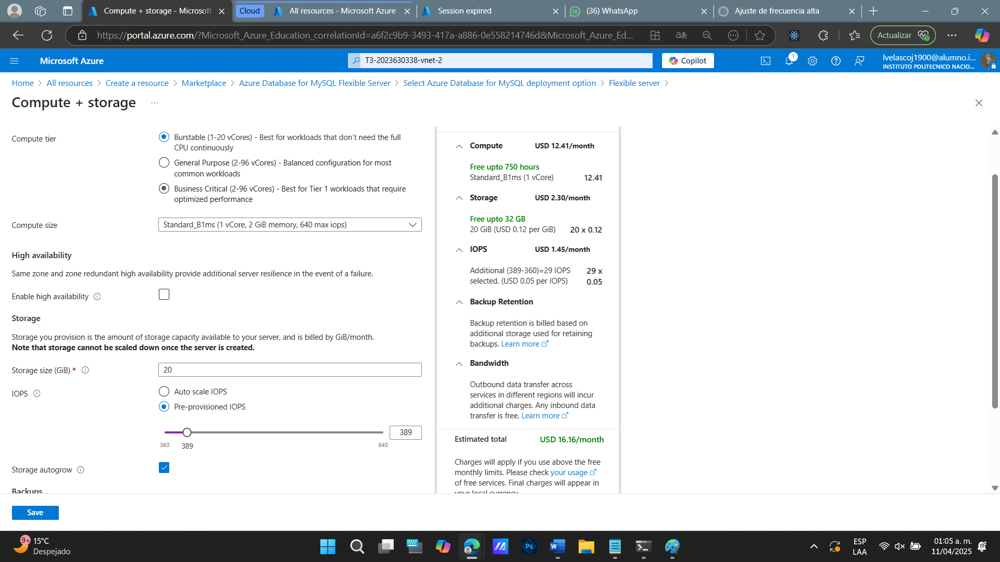 Compute + storage - Microsoft
Cloud
All resources - Microsoft Azure
Session expired
(36) WhatsApp
Ajuste de frecuencia alta
https://portal.azure.com/?Microsoft_Azure_Education_correlationId=a6f2c9b9-3493-417a-a886-0e558214746d&Microsoft_Azure_Ed...
Actualizar
Microsoft Azure
T3-2023630338-vnet-2
Copilot
1
lvelascoj1900@alumno.i...
INSTITUTO POLITECNICO NACIO...
Home > All resources > Create a resource > Marketplace > Azure Database for MySQL Flexible Server > Select Azure Database for MySQL deployment option > Flexible server >
Compute + storage ...
Compute tier
Burstable (1-20 vCores) - Best for workloads that don't need the full
CPU continuously
General Purpose (2-96 vCores) - Balanced configuration for most
common workloads
Business Critical (2-96 vCores) - Best for Tier 1 workloads that require
optimized performance
Compute size
Standard_B1ms (1 vCore, 2 GiB memory, 640 max iops)
High availability
Same zone and zone redundant high availability provide additional server resilience in the event of a failure.
Enable high availability
Storage
Storage you provision is the amount of storage capacity available to your server, and is billed by GiB/month.
Note that storage cannot be scaled down once the server is created.
Storage size (GiB) *
20
IOPS
Auto scale IOPS
Pre-provisioned IOPS
389
360
389
640
Storage autogrow
Backups
Compute USD 12.41/month
Free upto 750 hours
Standard_B1ms (1 vCore) 12.41
Storage USD 2.30/month
Free upto 32 GB
20 GiB (USD 0.12 per GiB) 20 x 0.12
IOPS USD 1.45/month
Additional (389-360)=29 IOPS 29 x
selected. (USD 0.05 per IOPS) 0.05
Backup Retention
Backup retention is billed based on
additional storage used for retaining
backups. Learn more
Bandwidth
Outbound data transfer across
services in different regions will incur
additional charges. Any inbound data
transfer is free. Learn more
Estimated total USD 16.16/month
Charges will apply if you use above the free
monthly limits. Please check your usage
of free services. Final charges will appear in
your local currency.
Save
9+
15°C
Despejado
Ps
W
ESP
LAA
01:05 a. m.
11/04/2025